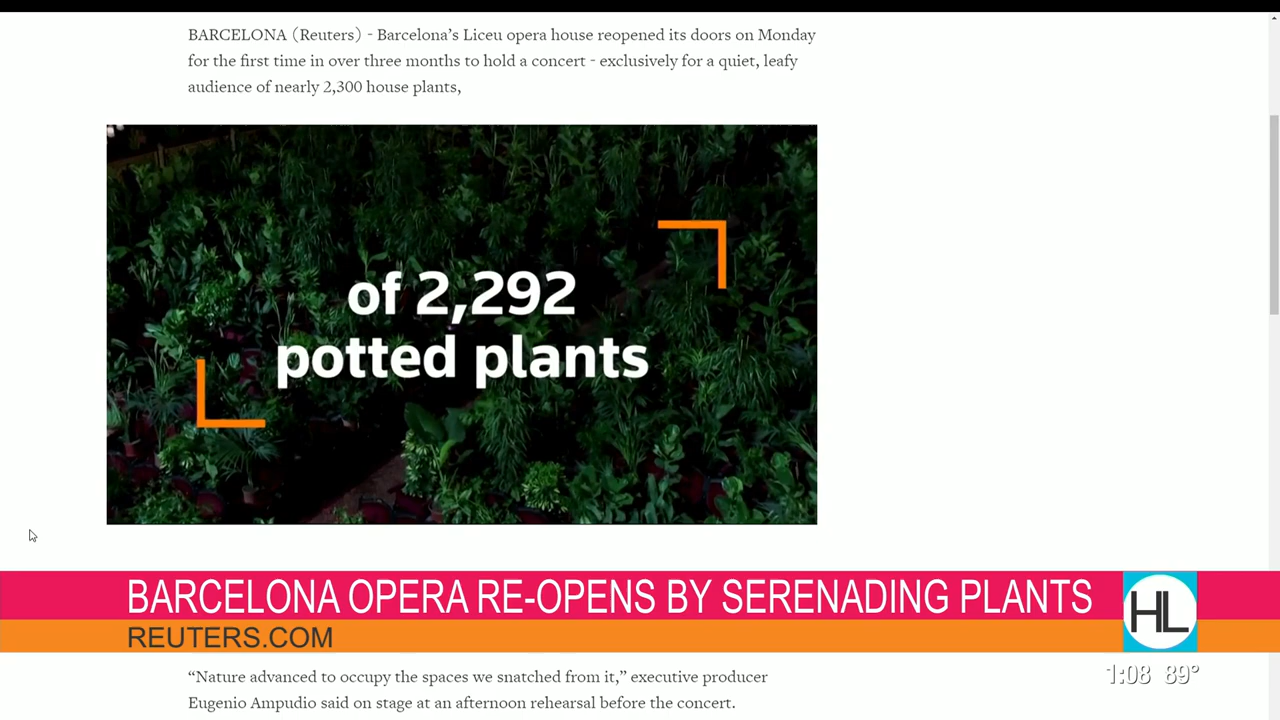 BARCELONA (Reuters) - Barcelona’s Liceu opera house reopened its doors on Monday
for the first time in over three months to hold a concert - exclusively for a quiet, leafy
audience of nearly 2,300 house plants,
of 2,292
potted plants
BARCELONA OPERA RE-OPENS BY SERENADING PLANTS
HL
REUTERS.COM
“Nature advanced to occupy the spaces we snatched from it,” executive producer
1:08 89°
Eugenio Ampudio said on stage at an afternoon rehearsal before the concert.